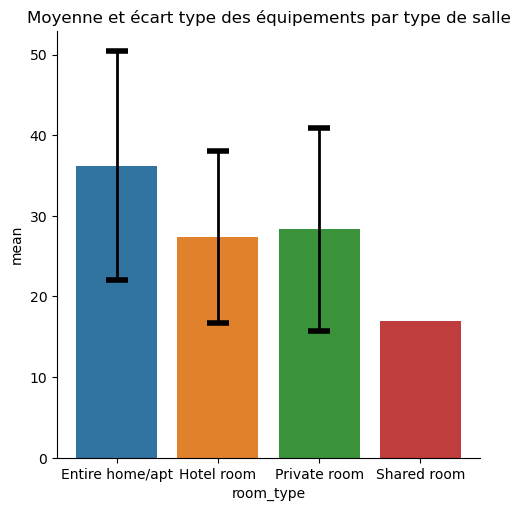 Moyenne et écart type des équipements par type de salle
50
40
30
20
10
0
mean
Entire home/apt Hotel room Private room Shared room
room_type